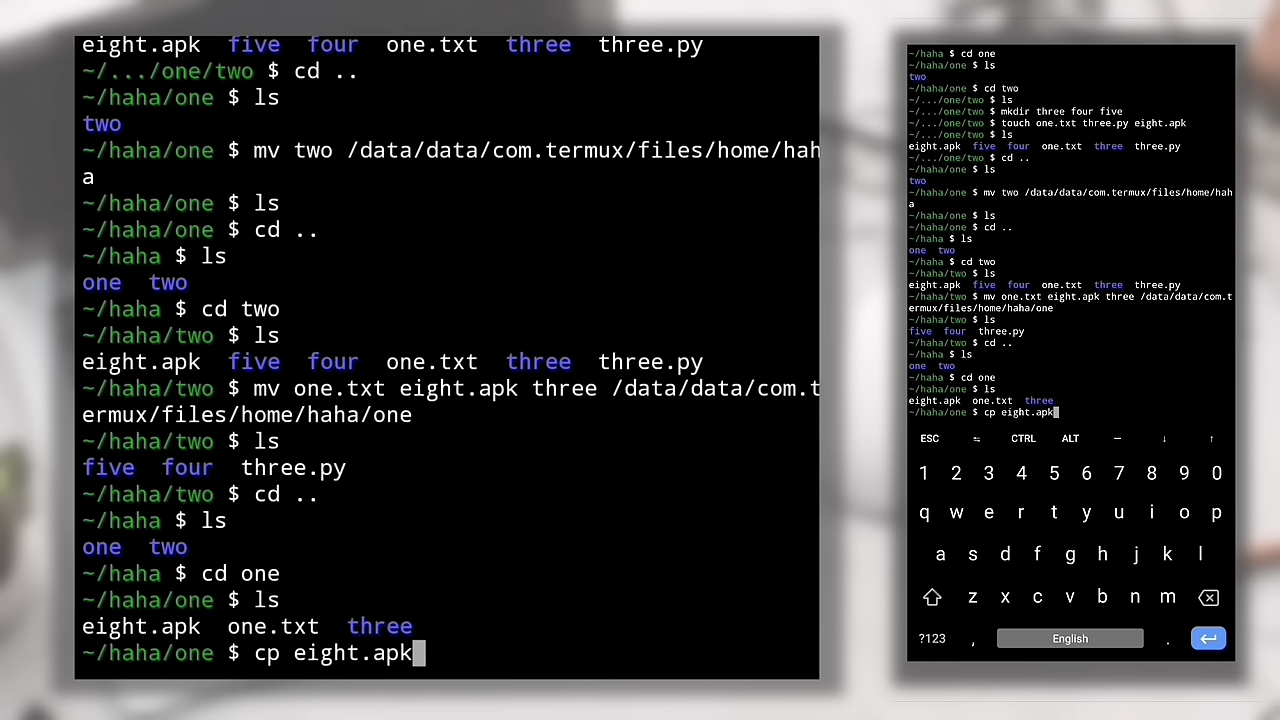 eight.apk  five  four  one.txt  three  three.py
~/.../one/two $ cd ..
~/haha/one $ ls
two
~/haha/one $ mv two /data/data/com.termux/files/home/hah
a
~/haha/one $ ls
~/haha/one $ cd ..
~/haha $ ls
one  two
~/haha $ cd two
~/haha/two $ ls
eight.apk  five  four  one.txt  three  three.py
~/haha/two $ mv one.txt eight.apk three /data/data/com.t
ermux/files/home/haha/one
~/haha/two $ ls
five  four  three.py
~/haha/two $ cd ..
~/haha $ ls
one  two
~/haha $ cd one
~/haha/one $ ls
eight.apk  one.txt  three
~/haha/one $ cp eight.apk
~/haha $ cd one
~/haha/one $ ls
two
~/haha/one $ cd two
~/.../one/two $ ls
~/.../one/two $ mkdir three four five
~/.../one/two $ touch one.txt three.py eight.apk
~/.../one/two $ ls
eight.apk  five  four  one.txt  three  three.py
~/.../one/two $ cd ..
~/haha/one $ ls
two
~/haha/one $ mv two /data/data/com.termux/files/home/hah
a
~/haha/one $ ls
~/haha/one $ cd ..
~/haha $ ls
one  two
~/haha $ cd two
~/haha/two $ ls
eight.apk  five  four  one.txt  three  three.py
~/haha/two $ mv one.txt eight.apk three /data/data/com.t
ermux/files/home/haha/one
~/haha/two $ ls
five  four  three.py
~/haha/two $ cd ..
~/haha $ ls
one  two
~/haha $ cd one
~/haha/one $ ls
eight.apk  one.txt  three
~/haha/one $ cp eight.apk
ESC ⇆ CTRL ALT — ↓ ↑
1 2 3 4 5 6 7 8 9 0
q w e r t y u i o p
a s d f g h j k l
z x c v b n m
?123 , English .